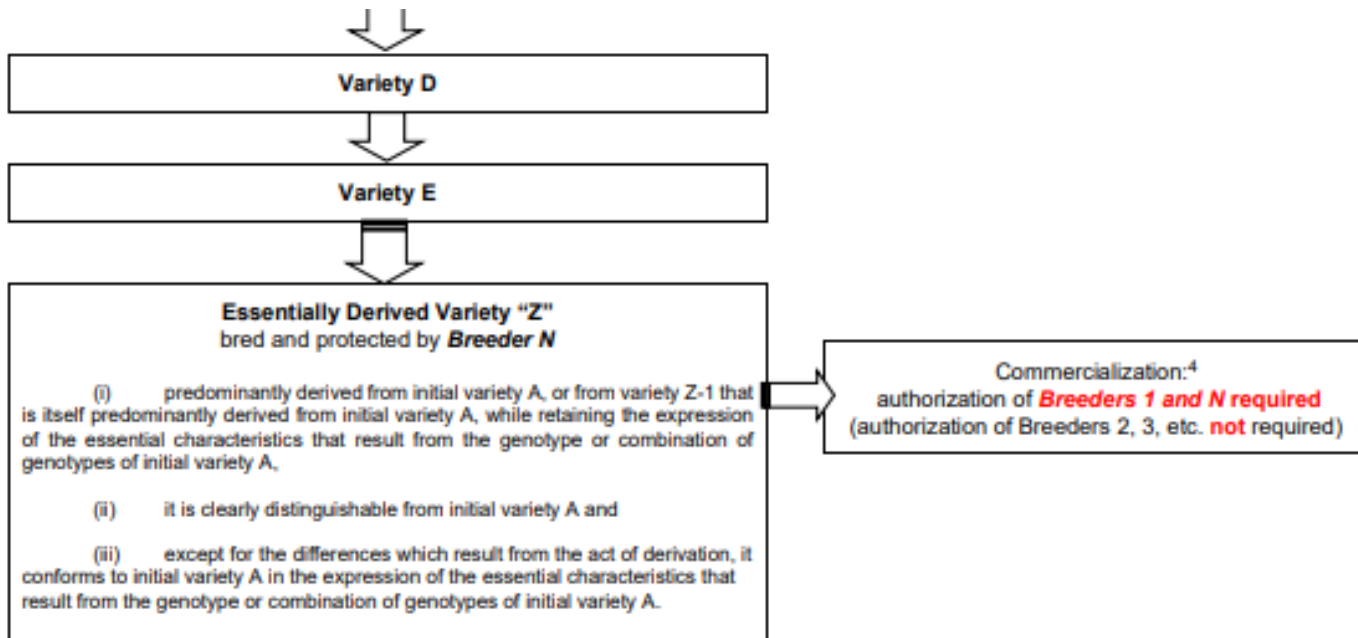 Variety D
Variety E
Essentially Derived Variety “Z”
bred and protected by Breeder N
(i) predominantly derived from initial variety A, or from variety Z-1 that
is itself predominantly derived from initial variety A, while retaining the expression
of the essential characteristics that result from the genotype or combination of
genotypes of initial variety A,
(ii) it is clearly distinguishable from initial variety A and
(iii) except for the differences which result from the act of derivation, it
conforms to initial variety A in the expression of the essential characteristics that
result from the genotype or combination of genotypes of initial variety A.
Commercialization:4
authorization of Breeders 1 and N required
(authorization of Breeders 2, 3, etc. not required)